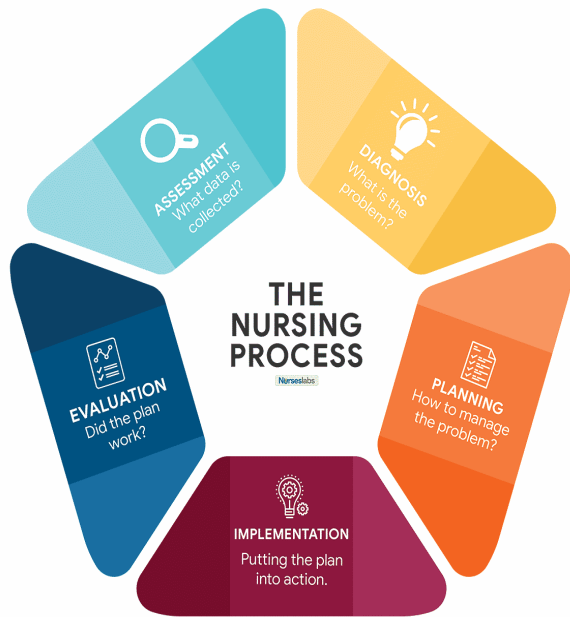 THE
NURSING
PROCESS
Nurseslabs
ASSESSMENT
What data is
collected?
DIAGNOSIS
What is the
problem?
PLANNING
How to manage
the problem?
IMPLEMENTATION
Putting the plan
into action.
EVALUATION
Did the plan
work?